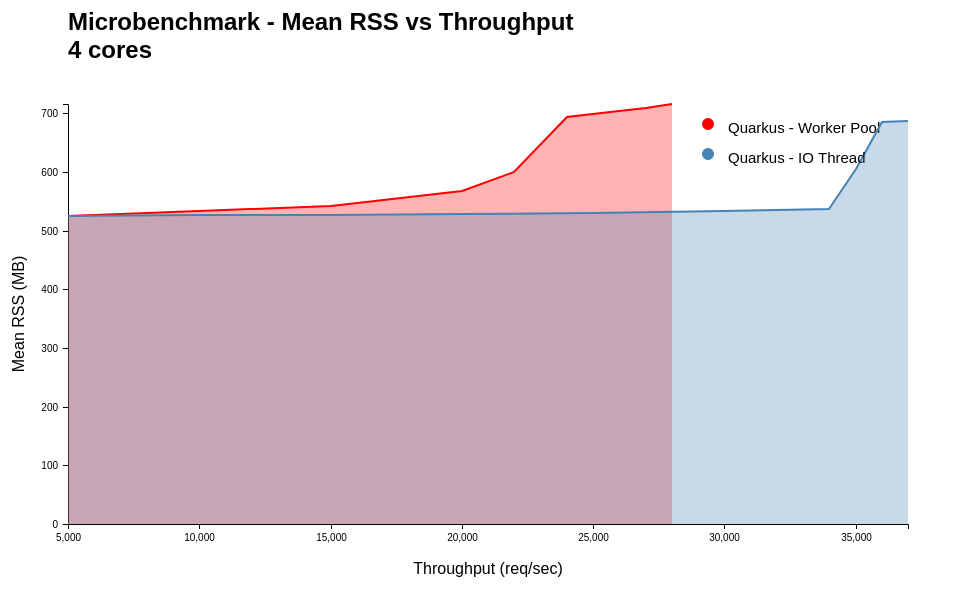 Microbenchmark - Mean RSS vs Throughput
4 cores
Quarkus - Worker Pool
Quarkus - IO Thread
Mean RSS (MB)
700
600
500
400
300
200
100
0
5,000 10,000 15,000 20,000 25,000 30,000 35,000
Throughput (req/sec)